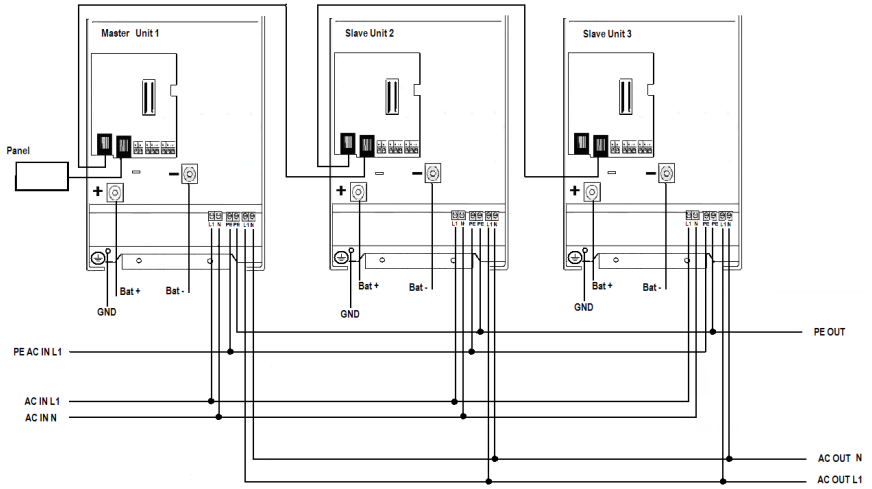 Master Unit 1
Slave Unit 2
Slave Unit 3
Panel
+ − + − + −
L1 N PE PE L1 N
L1 N PE PE L1 N
L1 N PE PE L1 N
Bat + Bat -
Bat + Bat -
Bat + Bat -
GND
GND
GND
PE OUT
PE AC IN L1
AC IN L1
AC IN N
AC OUT N
AC OUT L1